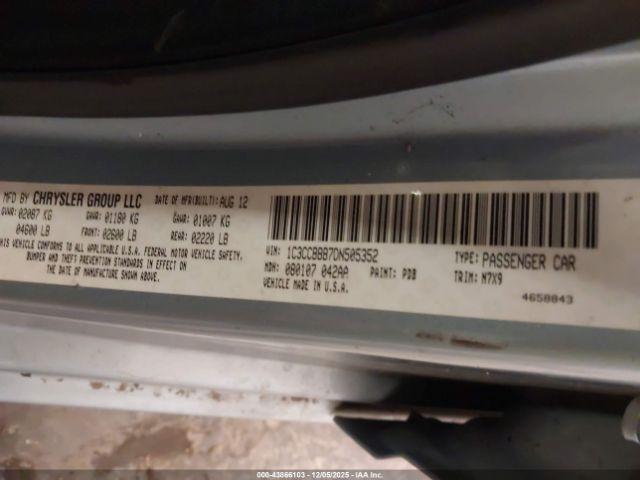 MFD BY CHRYSLER GROUP LLC DATE OF MFR(BUILT): AUG 12
GVWR: 02087 KG GAWR: 01180 KG GAWR: 01007 KG
04600 LB FRONT: 02600 LB REAR: 02220 LB
THIS VEHICLE CONFORMS TO ALL APPLICABLE U.S.A. FEDERAL MOTOR VEHICLE SAFETY,
BUMPER AND THEFT PREVENTION STANDARDS IN EFFECT ON
THE DATE OF MANUFACTURE SHOWN ABOVE.
VIN: 1C3CCBBB7DN505352 TYPE: PASSENGER CAR
MDH: 080107 042AA PAINT: PDB TRIM: N7X9
VEHICLE MADE IN U.S.A.
4658843
000-43866103 - 12/05/2025 - IAA Inc.